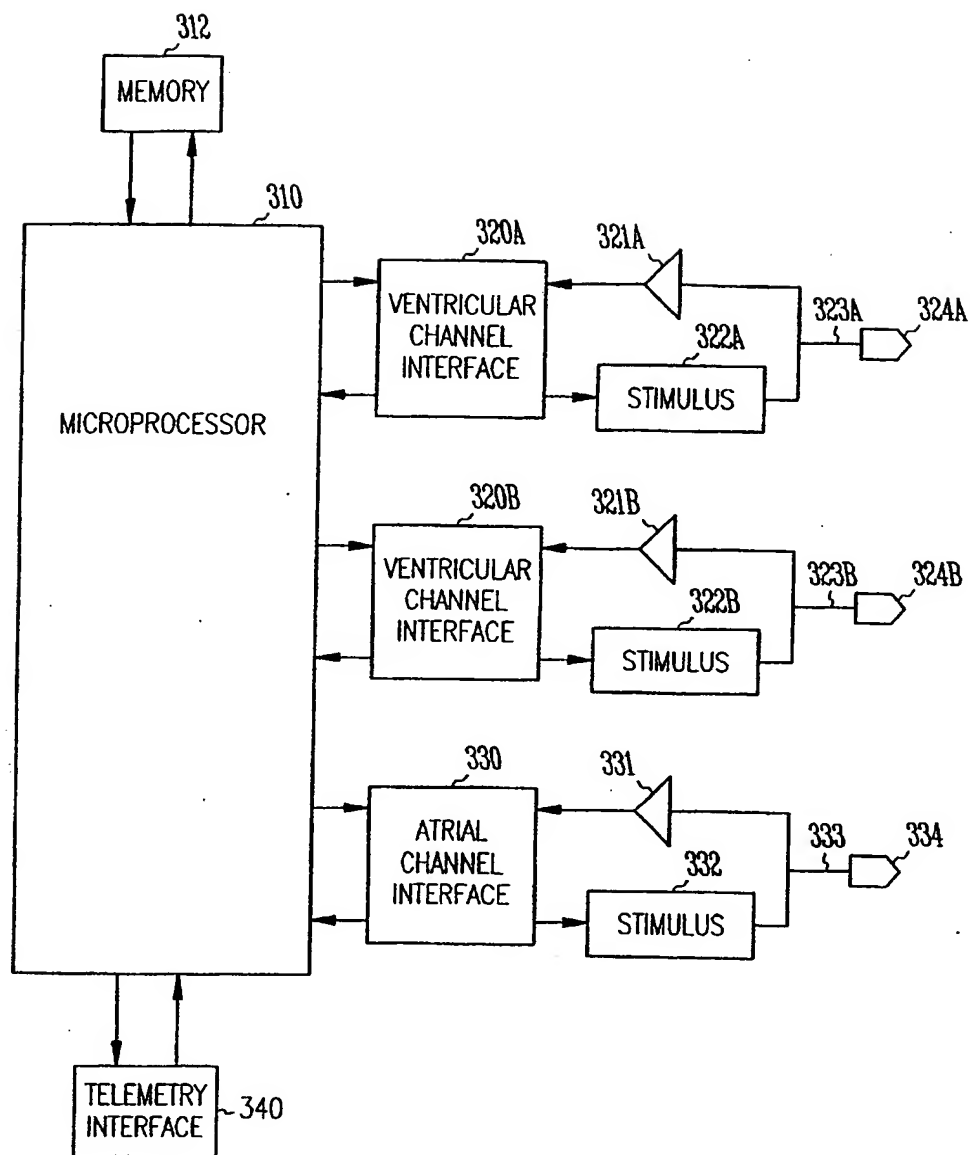 312
MEMORY
310
MICROPROCESSOR
320A
VENTRICULAR
CHANNEL
INTERFACE
321A
322A
STIMULUS
323A
324A
320B
VENTRICULAR
CHANNEL
INTERFACE
321B
322B
STIMULUS
323B
324B
330
ATRIAL
CHANNEL
INTERFACE
331
332
STIMULUS
333
334
TELEMETRY
INTERFACE
340